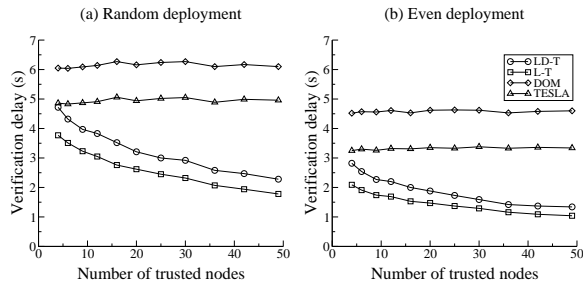 (a) Random deployment
Verification delay (s)
7
6
5
4
3
2
1
0
0 10 20 30 40 50
Number of trusted nodes
(b) Even deployment
Verification delay (s)
7
6
5
4
3
2
1
0
0 10 20 30 40 50
Number of trusted nodes
LD-T
L-T
DOM
TESLA